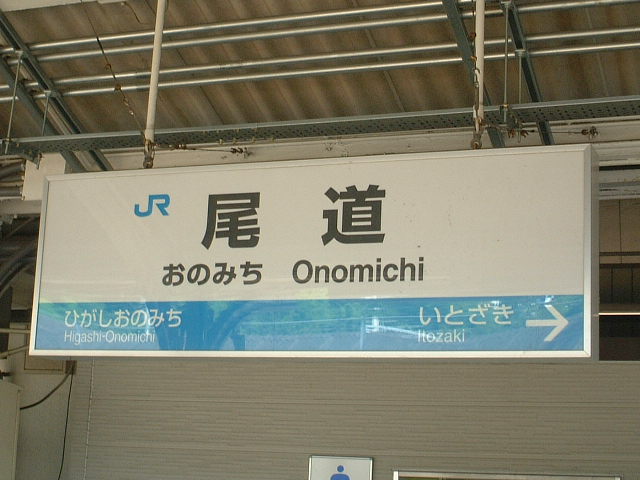 JR 尾道
おのみち Onomichi
ひがしおのみち いとざき →
Higashi-Onomichi Itozaki